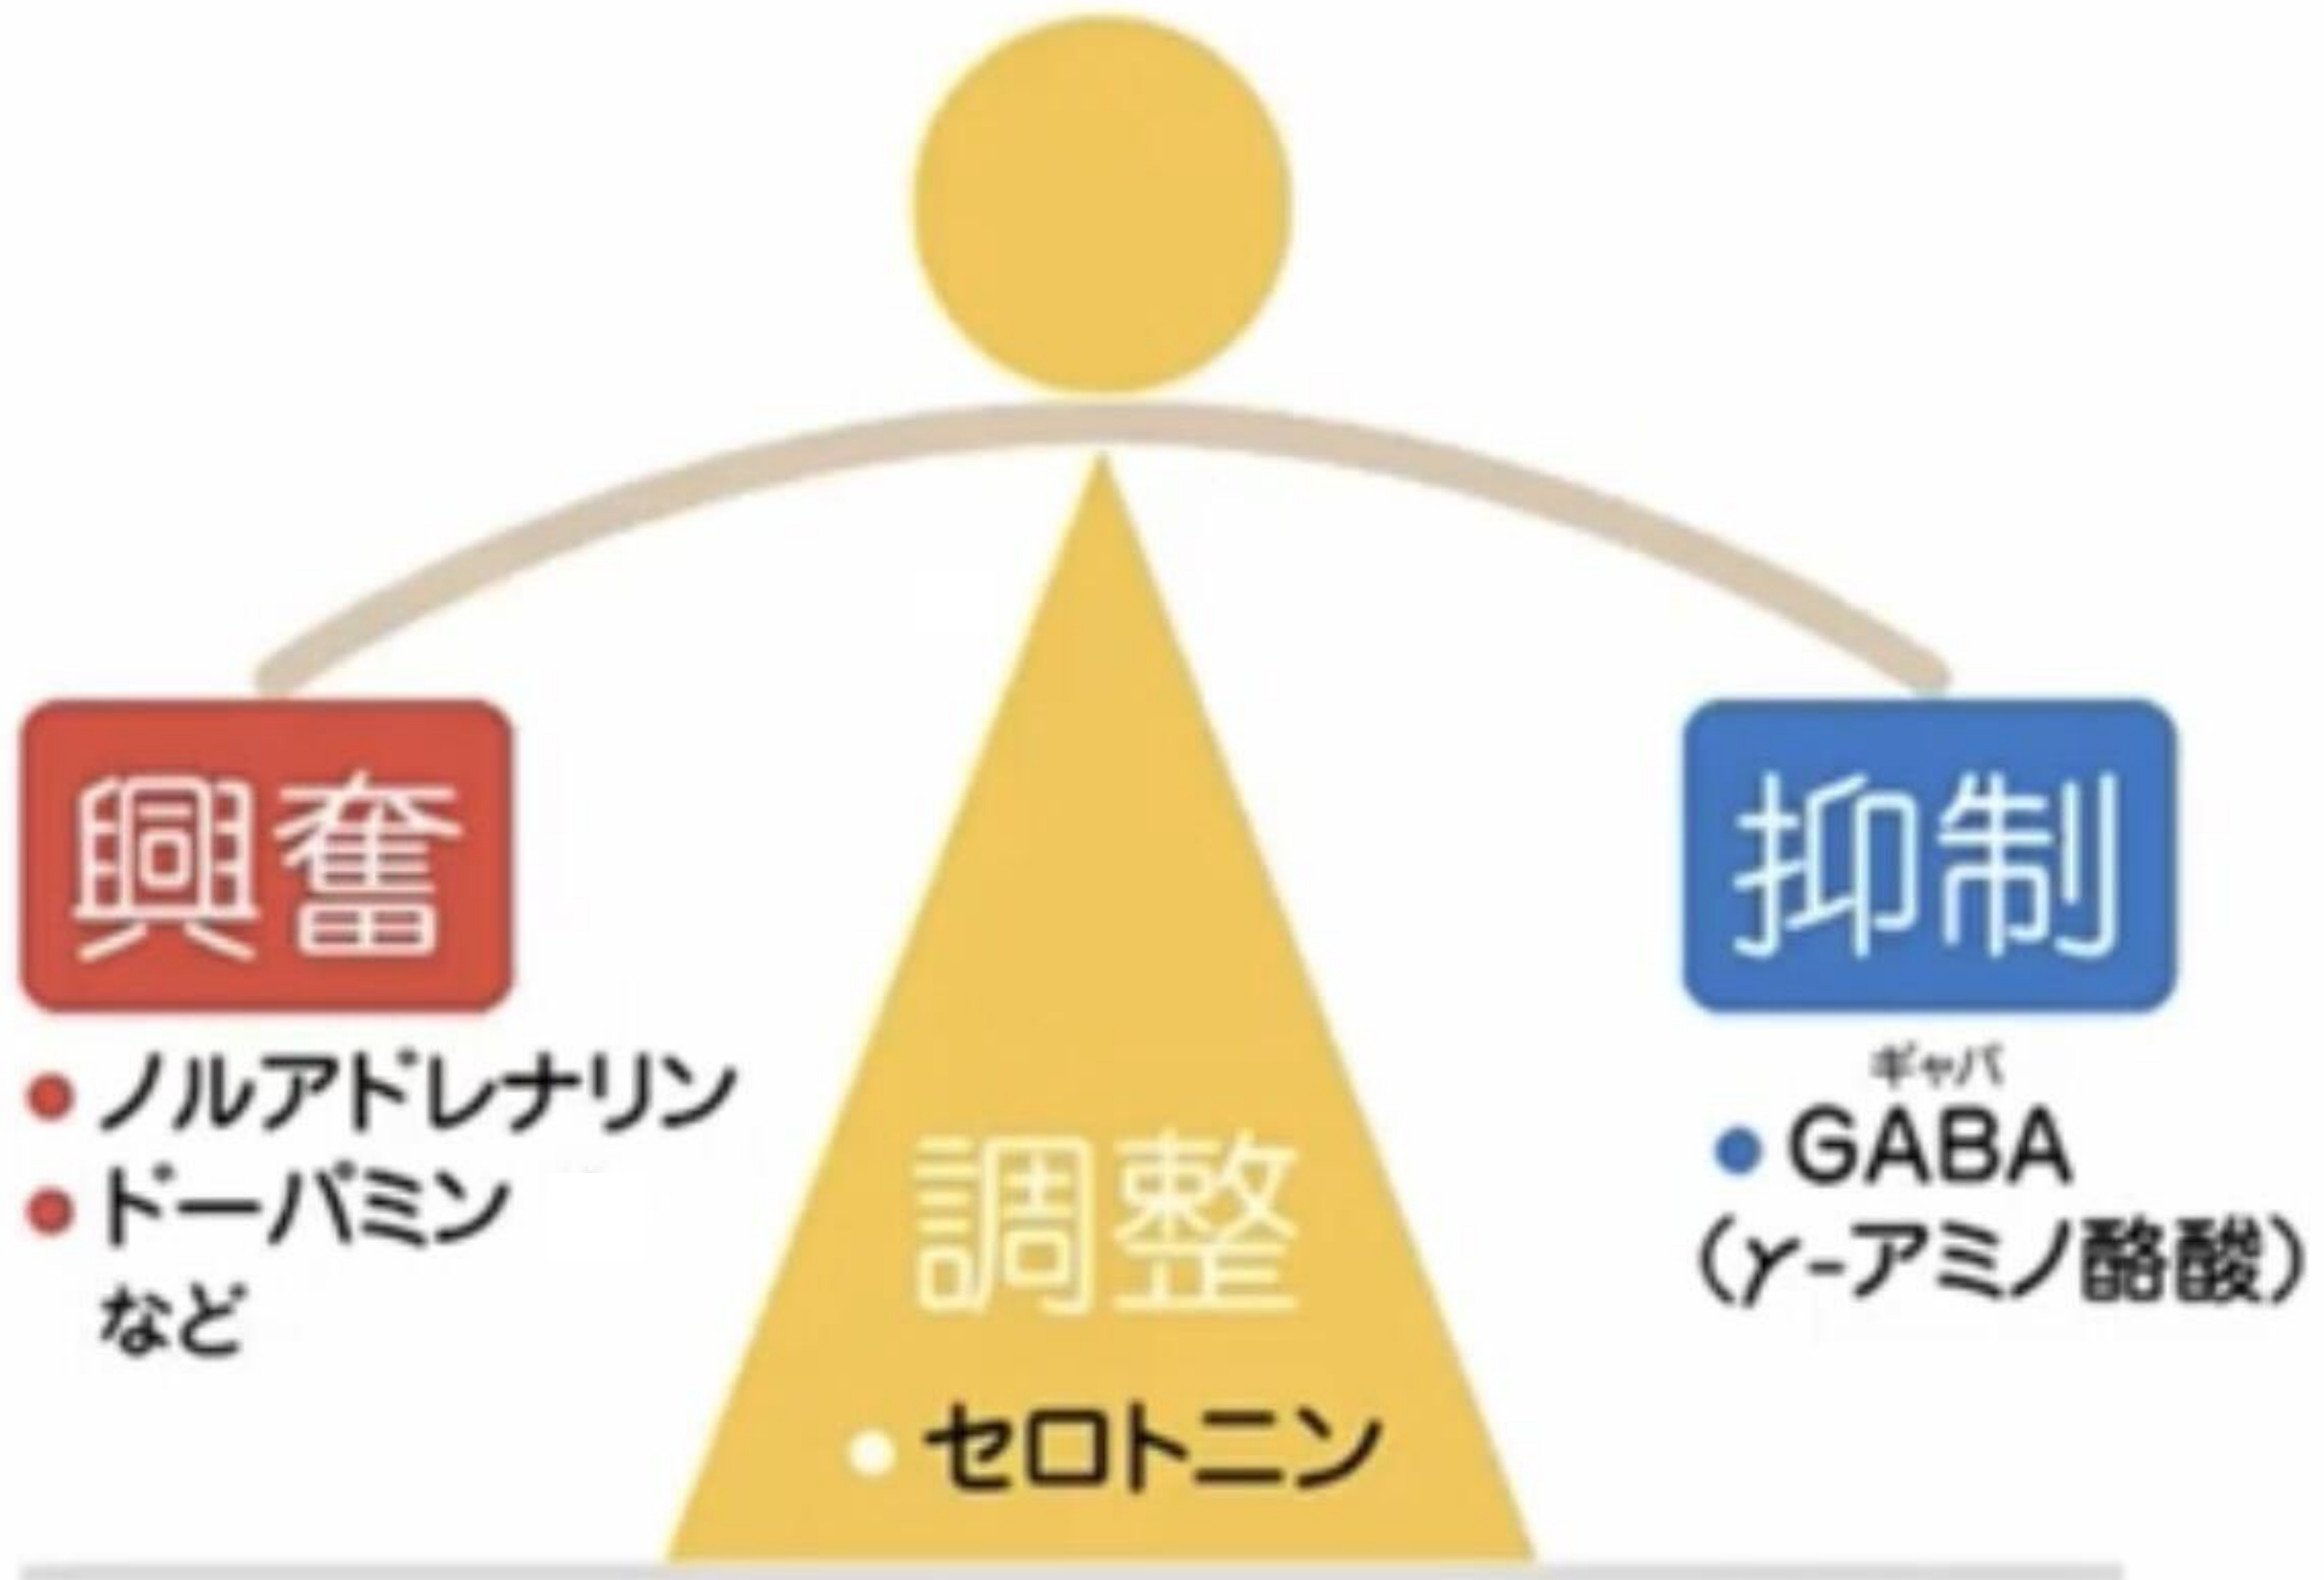 興奮
・ノルアドレナリン
・ドーパミン
など
調整
・セロトニン
抑制
ギャバ
・GABA
(γ-アミノ酪酸)